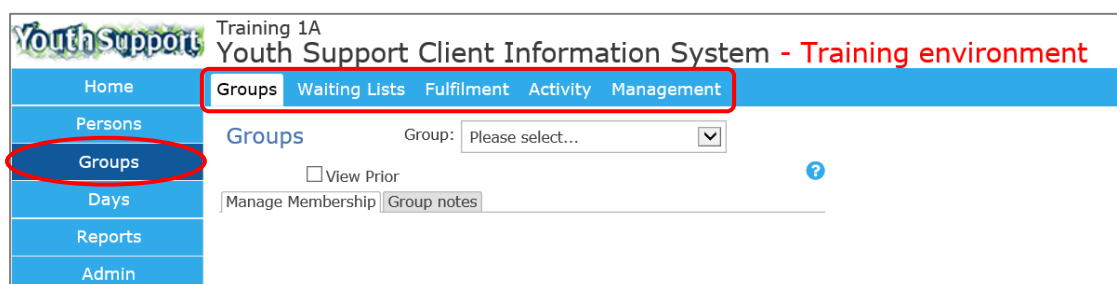 YouthSupport
Training 1A
Youth Support Client Information System - Training environment
Home
Persons
Groups
Days
Reports
Admin
Groups Waiting Lists Fulfilment Activity Management
Groups Group: Please select...
View Prior ?
Manage Membership Group notes